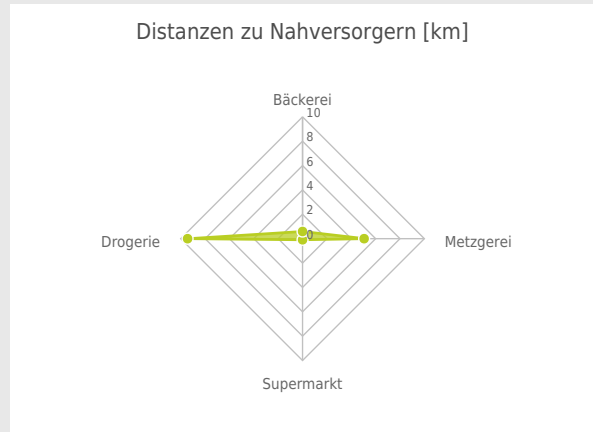 Distanzen zu Nahversorgern [km]
Bäckerei
10
8
6
4
2
0
Drogerie
Metzgerei
Supermarkt